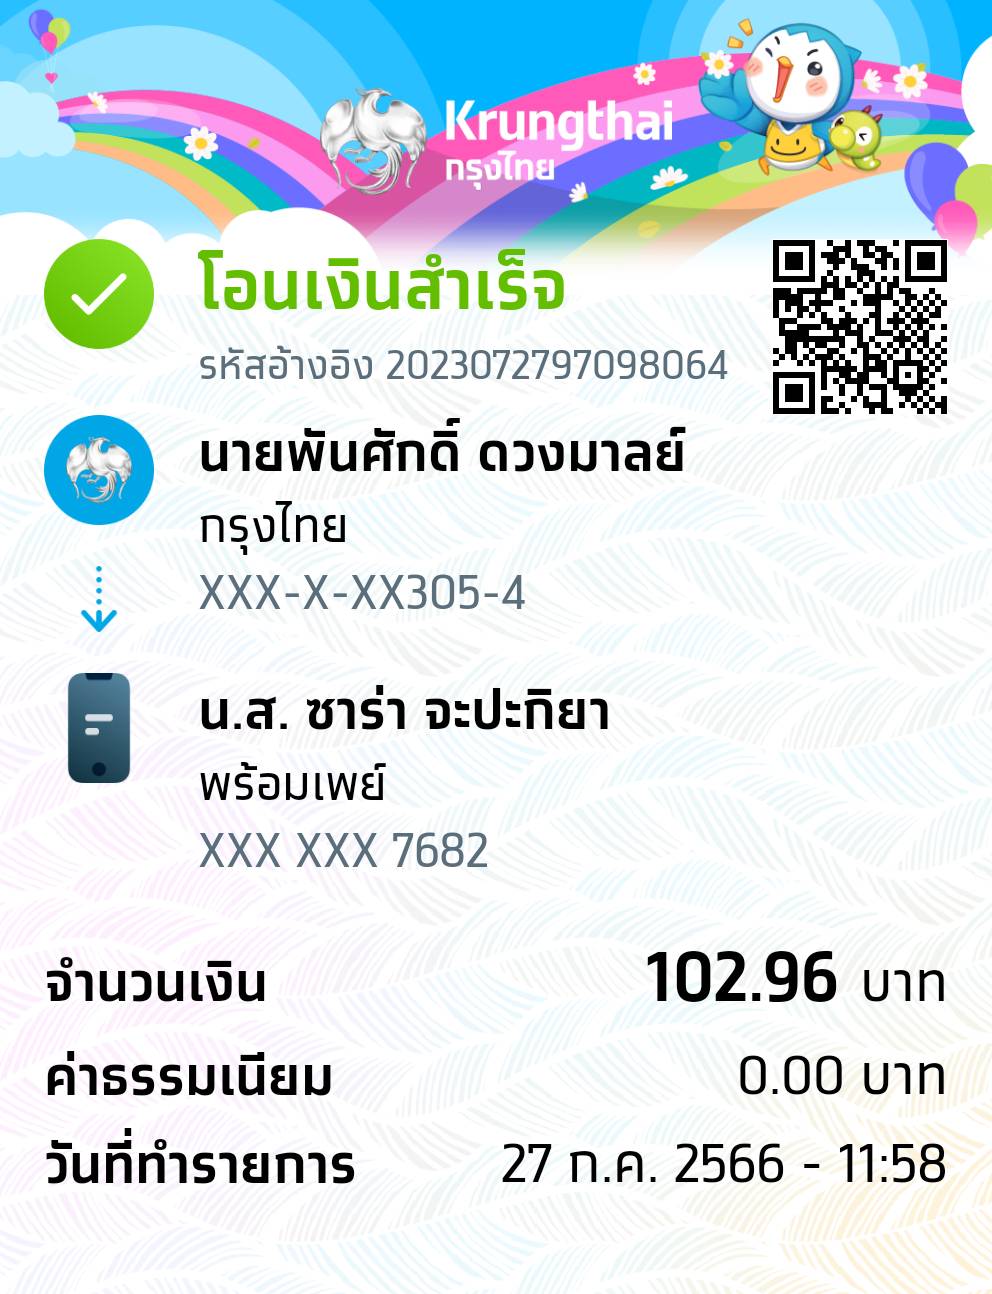 Krungthai
กรุงไทย
โอนเงินสำเร็จ
รหัสอ้างอิง 2023072797098064
นายพันศักดิ์ ดวงมาลย์
กรุงไทย
XXX-X-XX305-4
น.ส. ซาร่า จะปะกิยา
พร้อมเพย์
XXX XXX 7682
จำนวนเงิน 102.96 บาท
ค่าธรรมเนียม 0.00 บาท
วันที่ทำรายการ 27 ก.ค. 2566 - 11:58